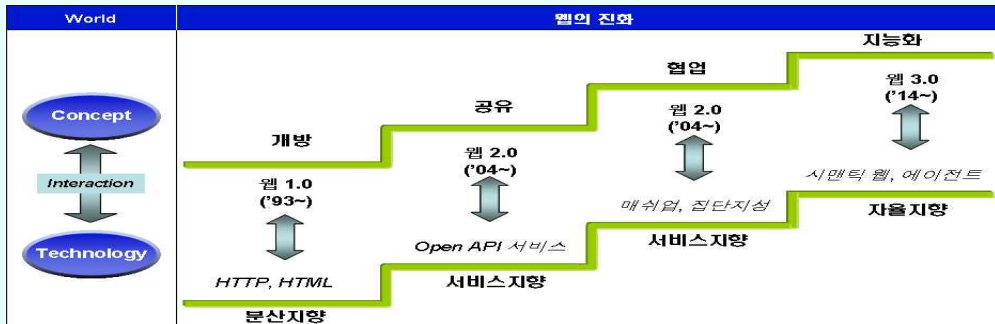 World
웹의 진화
Concept
Interaction
Technology
개방
웹 1.0
('93~)
HTTP, HTML
분산지향
공유
웹 2.0
('04~)
Open API 서비스
서비스지향
협업
웹 2.0
('04~)
매쉬업, 집단지성
서비스지향
지능화
웹 3.0
('14~)
시맨틱 웹, 에이전트
자율지향